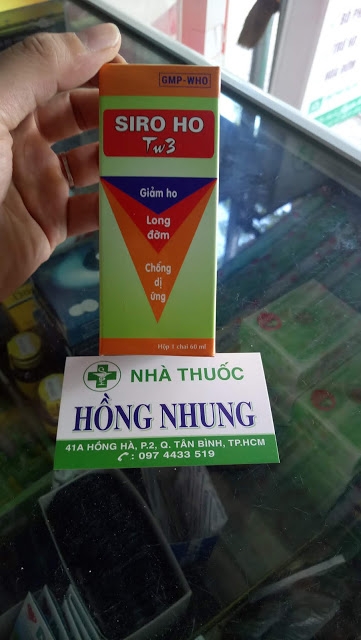 GMP-WHO
SIRO HO
Tw3
Giảm ho
Long
đờm
Chống
dị
ứng
Hộp 1 chai 60 ml
NHÀ THUỐC
HỒNG NHUNG
41A HỒNG HÀ, P.2, Q. TÂN BÌNH, TP.HCM
: 097 4433 519